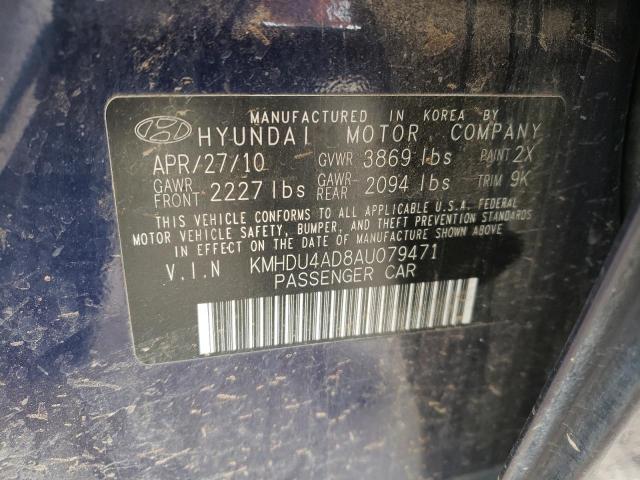 MANUFACTURED IN KOREA BY
HYUNDAI MOTOR COMPANY
APR/27/10 GVWR 3869 lbs PAINT 2X
GAWR FRONT 2227 lbs GAWR REAR 2094 lbs TRIM 9K
THIS VEHICLE CONFORMS TO ALL APPLICABLE U.S.A. FEDERAL
MOTOR VEHICLE SAFETY, BUMPER, AND THEFT PREVENTION STANDARDS
IN EFFECT ON THE DATE OF MANUFACTURE SHOWN ABOVE.
V.I.N KMHDU4AD8AU079471
PASSENGER CAR